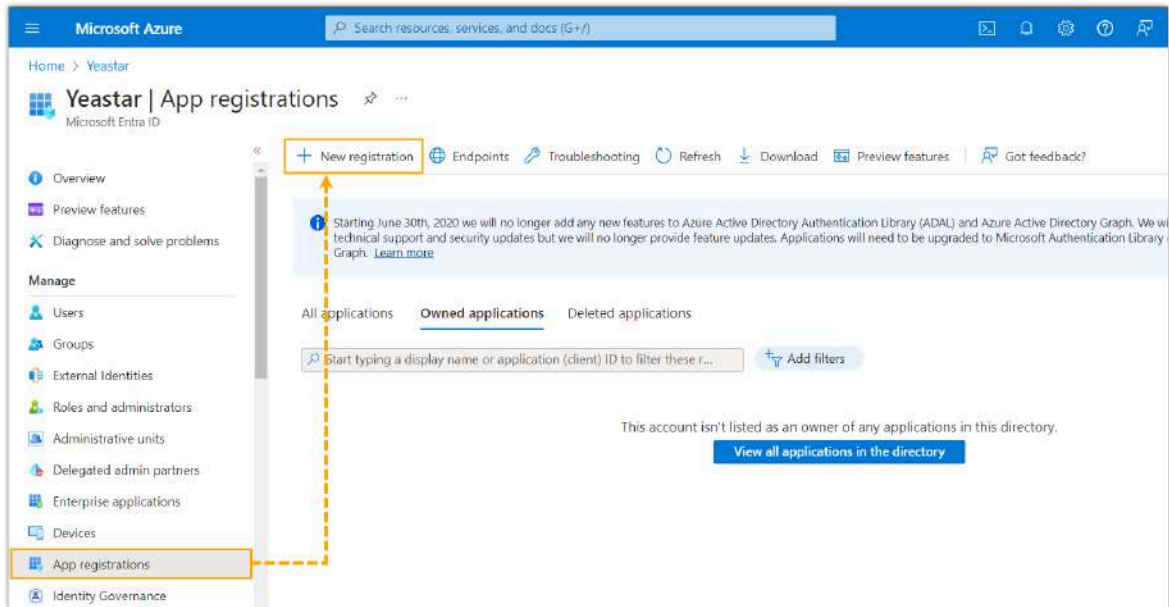 Microsoft Azure
Search resources, services, and docs (G+/)
Home > Yeastar
Yeastar | App registrations
Microsoft Entra ID
New registration
Endpoints
Troubleshooting
Refresh
Download
Preview features
Got feedback?
Overview
Preview features
Diagnose and solve problems
Manage
Users
Groups
External Identities
Roles and administrators
Administrative units
Delegated admin partners
Enterprise applications
Devices
App registrations
Identity Governance
Starting June 30th, 2020 we will no longer add any new features to Azure Active Directory Authentication Library (ADAL) and Azure Active Directory Graph. We
technical support and security updates but we will no longer provide feature updates. Applications will need to be upgraded to Microsoft Authentication Library
Graph. Learn more
All applications
Owned applications
Deleted applications
Start typing a display name or application (client) ID to filter these r...
Add filters
This account isn't listed as an owner of any applications in this directory.
View all applications in the directory